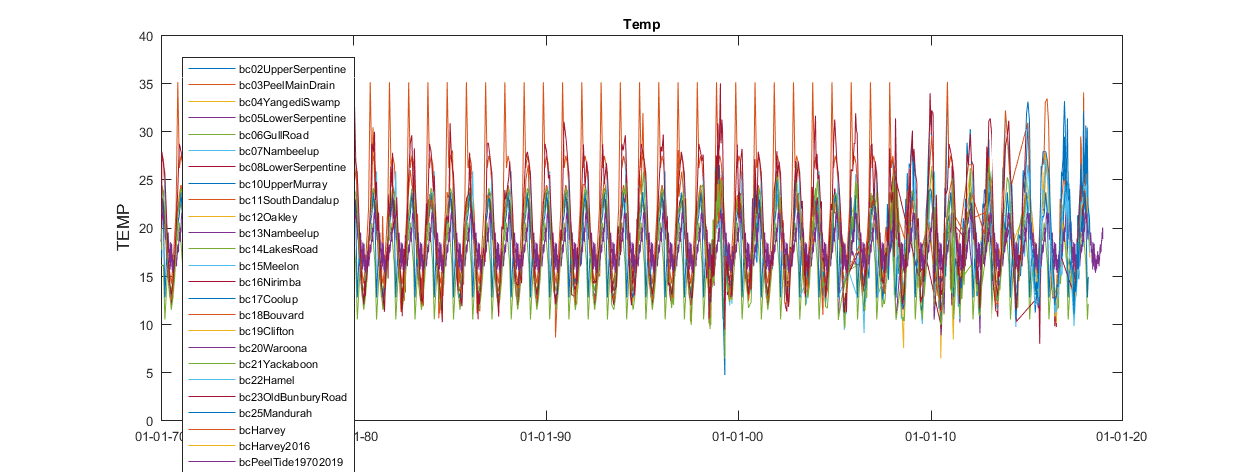 Temp
40
35
30
25
20
15
10
5
0
TEMP
bc02UpperSerpentine
bc03PeelMainDrain
bc04YangediSwamp
bc05LowerSerpentine
bc06GullRoad
bc07Nambeelup
bc08LowerSerpentine
bc10UpperMurray
bc11SouthDandalup
bc12Oakley
bc13Nambeelup
bc14LakesRoad
bc15Meelon
bc16Nirimba
bc17Coolup
bc18Bouvard
bc19Clifton
bc20Waroona
bc21Yackaboon
bc22Hamel
bc23OldBunburyRoad
bc25Mandurah
bcHarvey
bcHarvey2016
bcPeelTide19702019
01-01-70
1-80
01-01-90
01-01-00
01-01-10
01-01-20